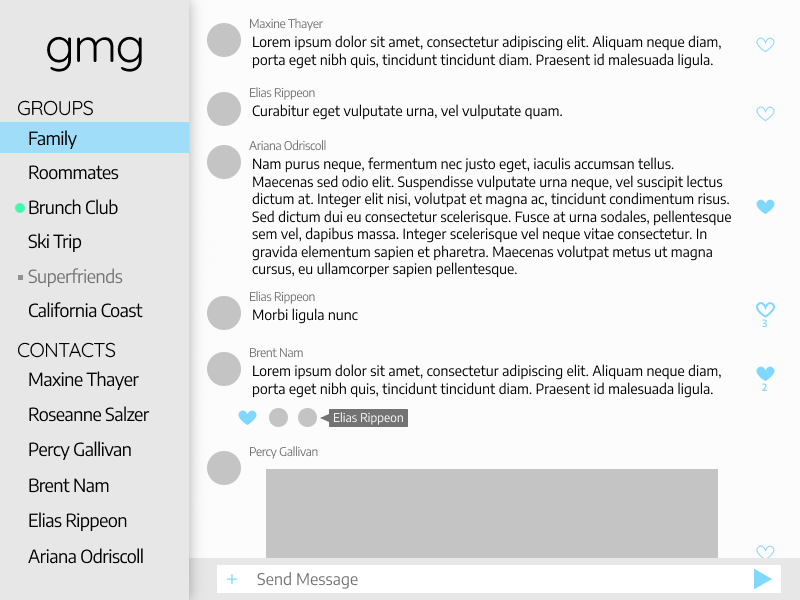 gmg
GROUPS
Family
Roommates
Brunch Club
Ski Trip
Superfriends
California Coast
CONTACTS
Maxine Thayer
Roseanne Salzer
Percy Gallivan
Brent Nam
Elias Rippeon
Ariana Odriscoll
Maxine Thayer
Lorem ipsum dolor sit amet, consectetur adipiscing elit. Aliquam neque diam,
porta eget nibh quis, tincidunt tincidunt diam. Praesent id malesuada ligula.
Elias Rippeon
Curabitur eget vulputate urna, vel vulputate quam.
Ariana Odriscoll
Nam purus neque, fermentum nec justo eget, iaculis accumsan tellus.
Maecenas sed odio elit. Suspendisse vulputate urna neque, vel suscipit lectus
dictum at. Integer elit nisi, volutpat et magna ac, tincidunt condimentum risus.
Sed dictum dui eu consectetur scelerisque. Fusce at urna sodales, pellentesque
sem vel, dapibus massa. Integer scelerisque vel neque vitae consectetur. In
gravida elementum sapien et pharetra. Maecenas volutpat metus ut magna
cursus, eu ullamcorper sapien pellentesque.
Elias Rippeon
Morbi ligula nunc
3
Brent Nam
Lorem ipsum dolor sit amet, consectetur adipiscing elit. Aliquam neque diam,
porta eget nibh quis, tincidunt tincidunt diam. Praesent id malesuada ligula.
2
Elias Rippeon
Percy Gallivan
+ Send Message